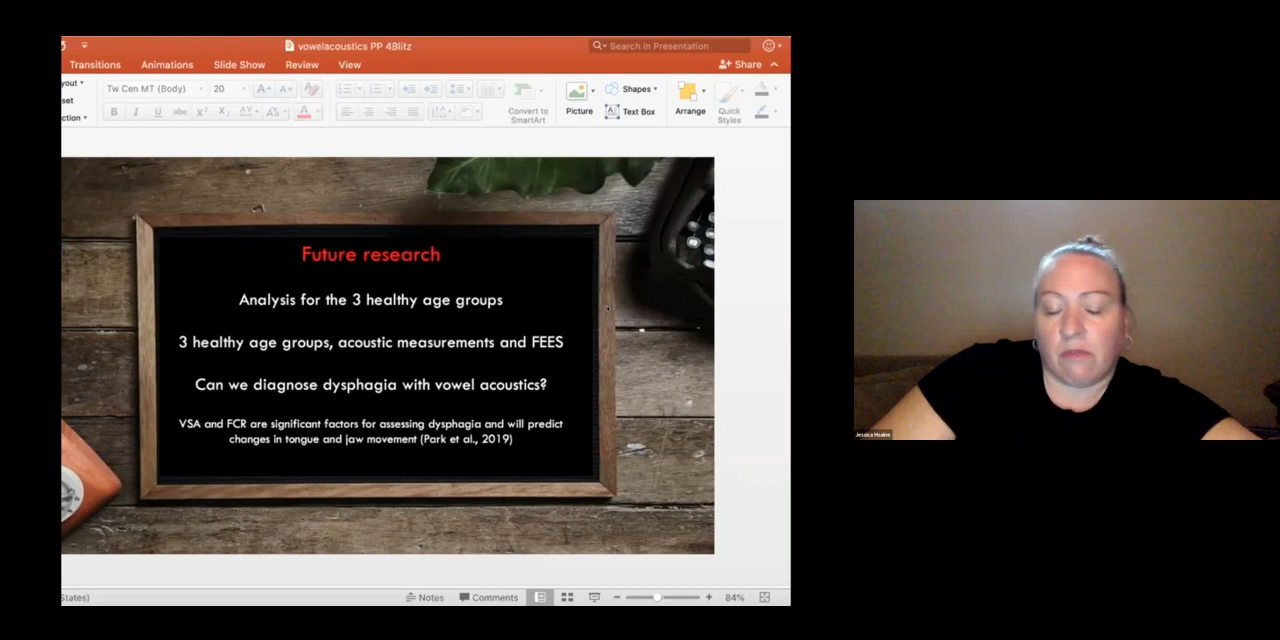 vowelacoustics PP 4Blitz
Search in Presentation
Transitions Animations Slide Show Review View
Share
Tw Cen MT (Body) 20
Convert to
SmartArt
Picture
Shapes
Text Box
Arrange
Quick
Styles
Future research
Analysis for the 3 healthy age groups
3 healthy age groups, acoustic measurements and FEES
Can we diagnose dysphagia with vowel acoustics?
VSA and FCR are significant factors for assessing dysphagia and will predict
changes in tongue and jaw movement (Park et al., 2019)
States)
Notes Comments 84%